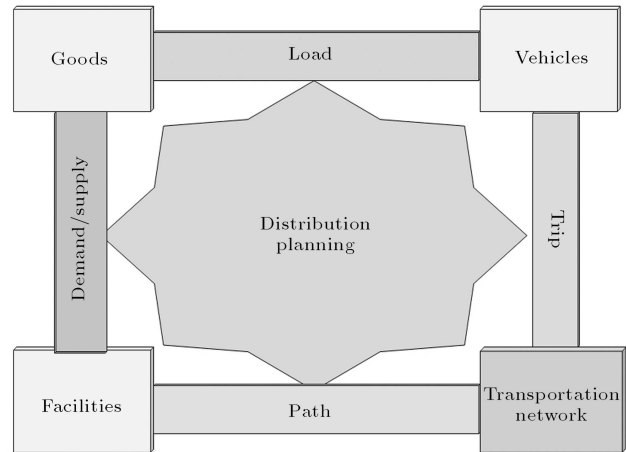 Goods
Load
Vehicles
Demand/supply
Distribution
planning
Trip
Facilities
Path
Transportation
network